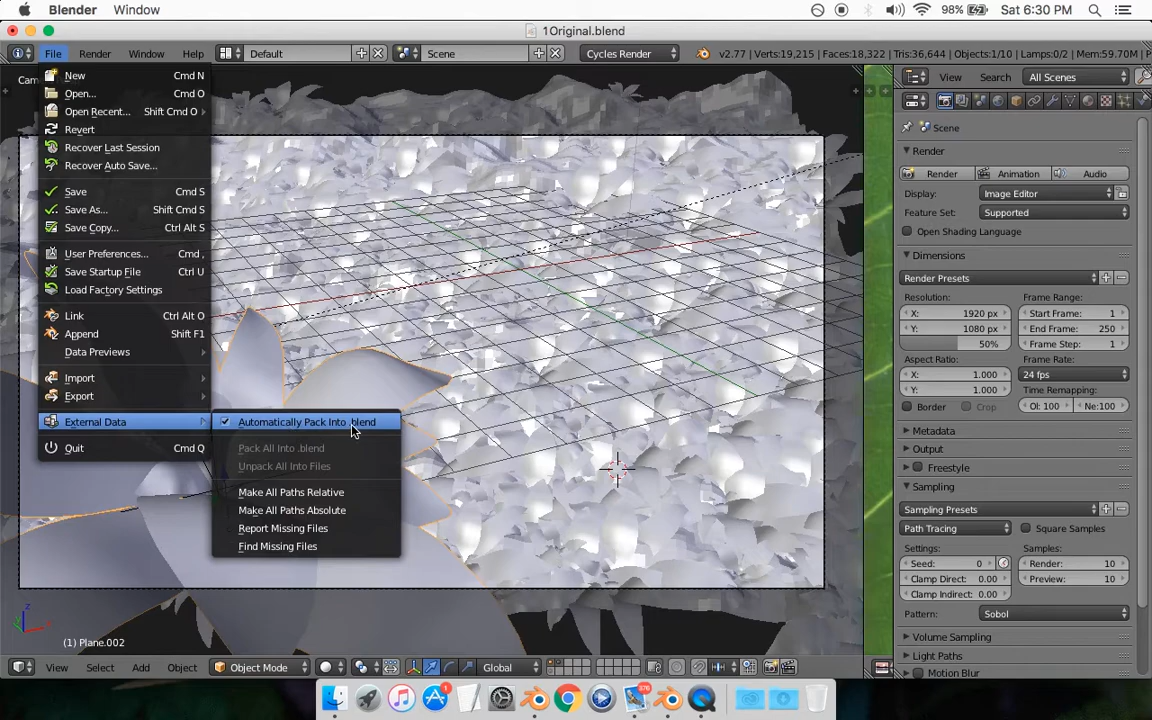 Blender Window 98% Sat 6:30 PM
1Original.blend
File Render Window Help Default Scene Cycles Render v2.77 | Verts:19,215 | Faces:18,322 | Tris:36,644 | Objects:1/10 | Lamps:0/2 | Mem:59.70M
New Cmd N
Open... Cmd O
Open Recent... Shift Cmd O
Revert
Recover Last Session
Recover Auto Save...
Save Cmd S
Save As... Shift Cmd S
Save Copy... Ctrl Alt S
User Preferences... Cmd ,
Save Startup File Ctrl U
Load Factory Settings
Link Ctrl Alt O
Append Shift F1
Data Previews
Import
Export
External Data
Quit Cmd Q
Automatically Pack Into .blend
Pack All Into .blend
Unpack All Into Files
Make All Paths Relative
Make All Paths Absolute
Report Missing Files
Find Missing Files
(1) Plane.002
View Select Add Object Object Mode Global
View Search All Scenes
Scene
Render
Render Animation Audio
Display: Image Editor
Feature Set: Supported
Open Shading Language
Dimensions
Render Presets
Resolution: Frame Range:
X: 1920 px Start Frame: 1
Y: 1080 px End Frame: 250
50% Frame Step: 1
Aspect Ratio: Frame Rate:
X: 1.000 24 fps
Y: 1.000 Time Remapping:
Border Crop Ol: 100 Ne:100
Metadata
Output
Freestyle
Sampling
Sampling Presets
Path Tracing Square Samples
Settings: Samples:
Seed: 0 Render: 10
Clamp Direct: 0.00 Preview: 10
Clamp Indirect: 0.00
Pattern: Sobol
Volume Sampling
Light Paths
Motion Blur